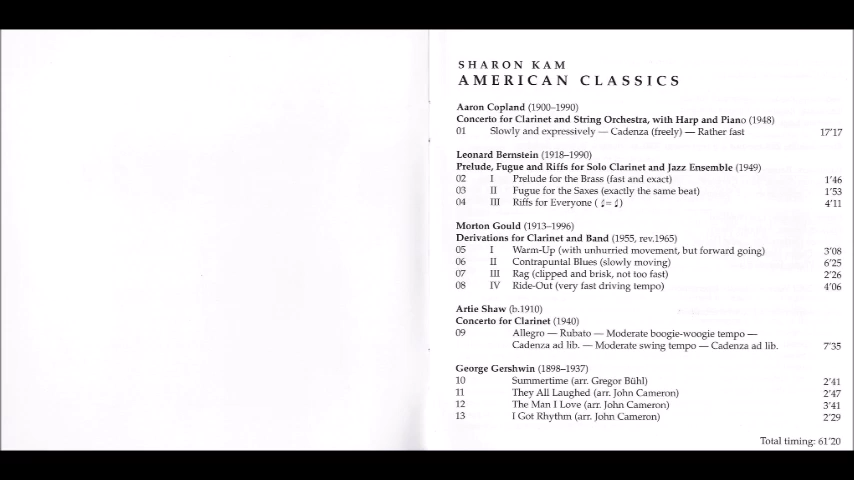 SHARON KAM
AMERICAN CLASSICS
Aaron Copland (1900–1990)
Concerto for Clarinet and String Orchestra, with Harp and Piano (1948)
01 Slowly and expressively — Cadenza (freely) — Rather fast 17'17
Leonard Bernstein (1918–1990)
Prelude, Fugue and Riffs for Solo Clarinet and Jazz Ensemble (1949)
02 I Prelude for the Brass (fast and exact) 1'46
03 II Fugue for the Saxes (exactly the same beat) 1'53
04 III Riffs for Everyone ( = ) 4'11
Morton Gould (1913–1996)
Derivations for Clarinet and Band (1955, rev.1965)
05 I Warm-Up (with unhurried movement, but forward going) 3'08
06 II Contrapuntal Blues (slowly moving) 6'25
07 III Rag (clipped and brisk, not too fast) 2'26
08 IV Ride-Out (very fast driving tempo) 4'06
Artie Shaw (b.1910)
Concerto for Clarinet (1940)
09 Allegro — Rubato — Moderate boogie-woogie tempo —
Cadenza ad lib. — Moderate swing tempo — Cadenza ad lib. 7'35
George Gershwin (1898–1937)
10 Summertime (arr. Gregor Bühl) 2'41
11 They All Laughed (arr. John Cameron) 2'47
12 The Man I Love (arr. John Cameron) 3'41
13 I Got Rhythm (arr. John Cameron) 2'29
Total timing: 61'20